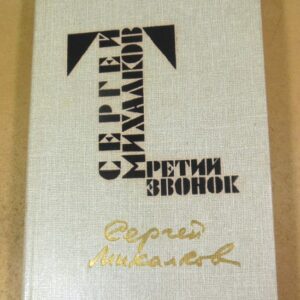 СЕРГЕЙ
МИХАЛКОВ
ТРЕТИЙ
ЗВОНОК
Сергей
Михалков